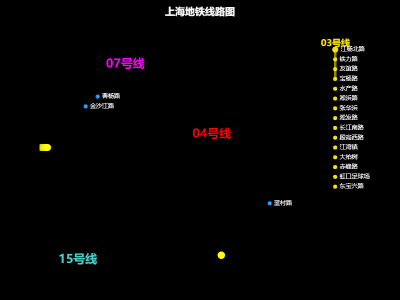 上海地铁线路图
03号线
江杨北路
铁力路
友谊路
宝杨路
水产路
淞滨路
张华浜
淞发路
长江南路
殷高西路
江湾镇
大柏树
赤峰路
虹口足球场
东宝兴路
07号线
金沙江路
04号线
蓝村路
15号线